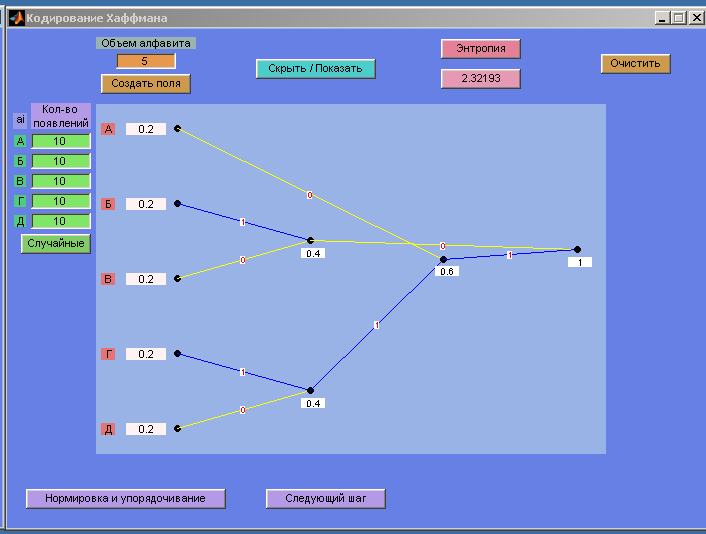 Кодирование Хаффмана
Объем алфавита
5
Создать поля
Скрыть / Показать
Энтропия
2.32193
Очистить
ai
Кол-во
появлений
А
10
Б
10
В
10
Г
10
Д
10
Случайные
А
0.2
0
Б
0.2
1
0.4
0
1
В
0.2
0
0.6
1
1
Г
0.2
1
0.4
Д
0.2
0
Нормировка и упорядочивание
Следующий шаг